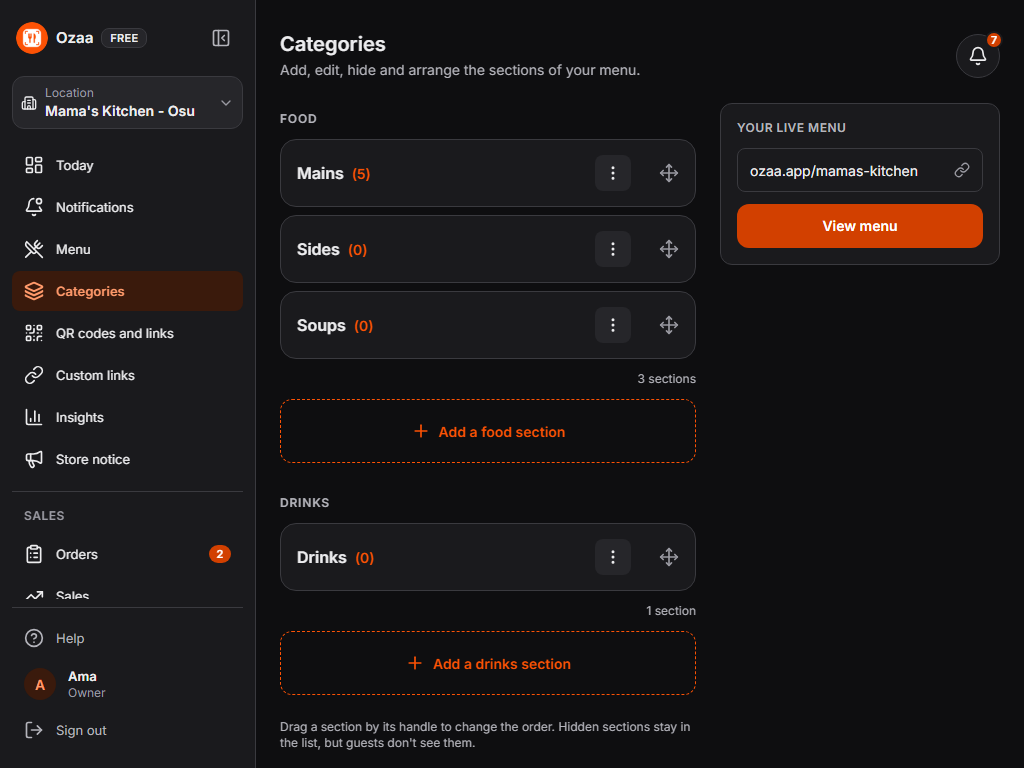 Ozaa FREE
Location
Mama's Kitchen - Osu
Today
Notifications
Menu
Categories
QR codes and links
Custom links
Insights
Store notice
SALES
Orders 2
Sales
Help
A
Ama
Owner
Sign out
Categories
Add, edit, hide and arrange the sections of your menu.
7
FOOD
Mains (5)
Sides (0)
Soups (0)
3 sections
+ Add a food section
DRINKS
Drinks (0)
1 section
+ Add a drinks section
Drag a section by its handle to change the order. Hidden sections stay in
the list, but guests don't see them.
YOUR LIVE MENU
ozaa.app/mamas-kitchen
View menu